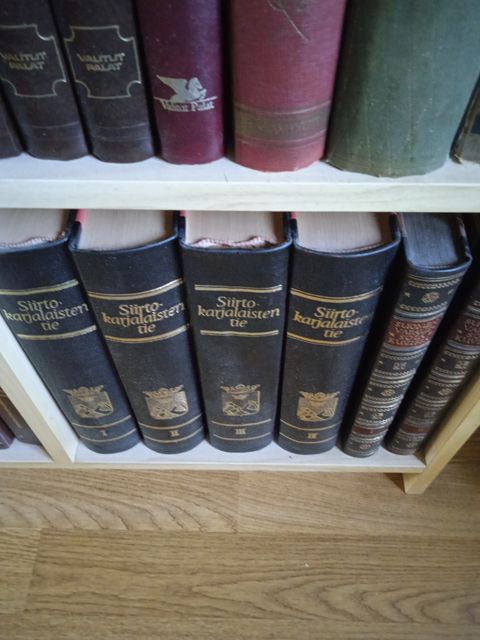 VALITUT
PALAT
VALITUT
PALAT
Valitut Palat
Siirto-
karjalaisten
tie
I
Siirto-
karjalaisten
tie
II
Siirto-
karjalaisten
tie
III
Siirto-
karjalaisten
tie
IV